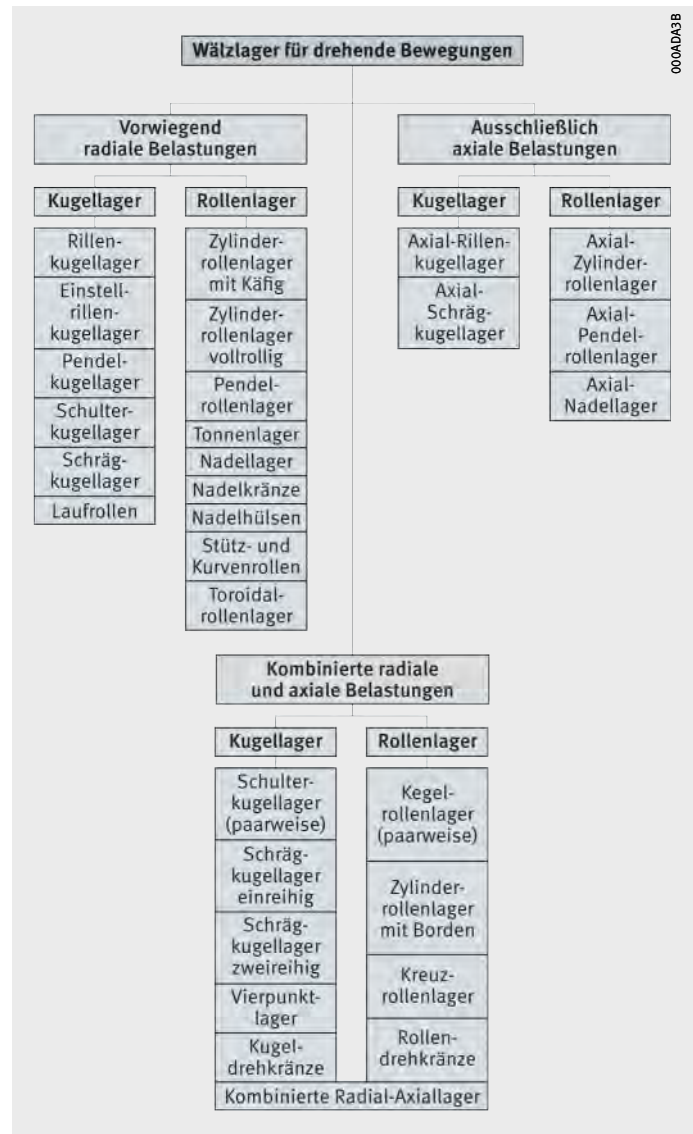 000ADA3B
Wälzlager für drehende Bewegungen
Vorwiegend
radiale Belastungen
Kugellager
Rillen-
kugellager
Einstell-
rillen-
kugellager
Pendel-
kugellager
Schulter-
kugellager
Schräg-
kugellager
Laufrollen
Rollenlager
Zylinder-
rollenlager
mit Käfig
Zylinder-
rollenlager
vollrollig
Pendel-
rollenlager
Tonnenlager
Nadellager
Nadelkränze
Nadelhülsen
Stütz- und
Kurvenrollen
Toroidal-
rollenlager
Ausschließlich
axiale Belastungen
Kugellager
Axial-Rillen-
kugellager
Axial-
Schräg-
kugellager
Rollenlager
Axial-
Zylinder-
rollenlager
Axial-
Pendel-
rollenlager
Axial-
Nadellager
Kombinierte radiale
und axiale Belastungen
Kugellager
Schulter-
kugellager
(paarweise)
Schräg-
kugellager
einreihig
Schräg-
kugellager
zweireihig
Vierpunkt-
lager
Kugel-
drehkränze
Rollenlager
Kegel-
rollenlager
(paarweise)
Zylinder-
rollenlager
mit Borden
Kreuz-
rollenlager
Rollen-
drehkränze
Kombinierte Radial-Axiallager